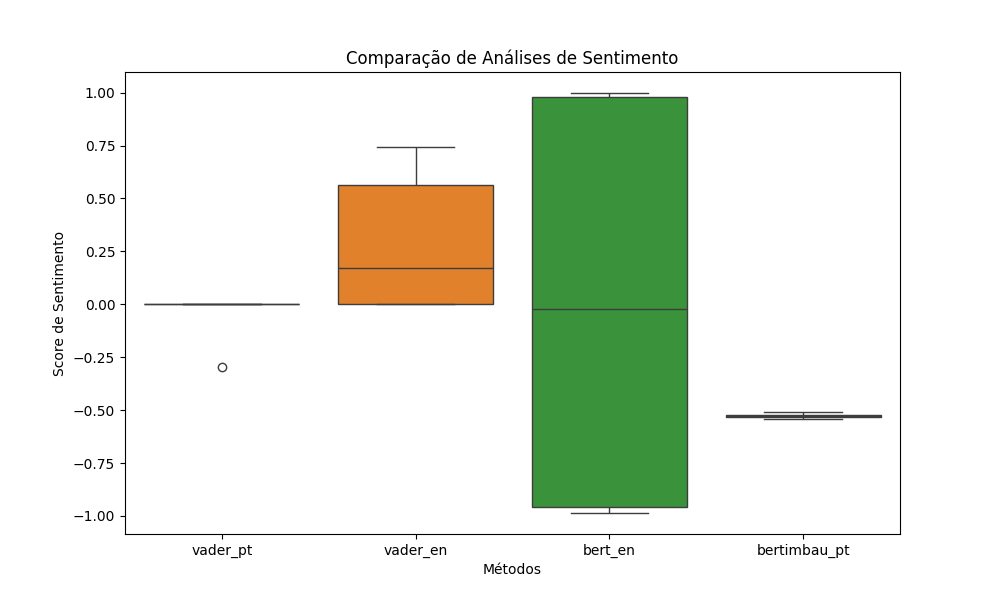 Comparação de Análises de Sentimento
Score de Sentimento
1.00
0.75
0.50
0.25
0.00
−0.25
−0.50
−0.75
−1.00
vader_pt
vader_en
bert_en
bertimbau_pt
Métodos